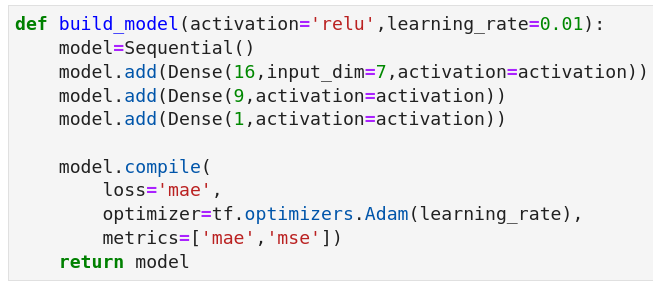 def build_model(activation='relu',learning_rate=0.01):
    model=Sequential()
    model.add(Dense(16,input_dim=7,activation=activation))
    model.add(Dense(9,activation=activation))
    model.add(Dense(1,activation=activation))

    model.compile(
        loss='mae',
        optimizer=tf.optimizers.Adam(learning_rate),
        metrics=['mae','mse'])
    return model